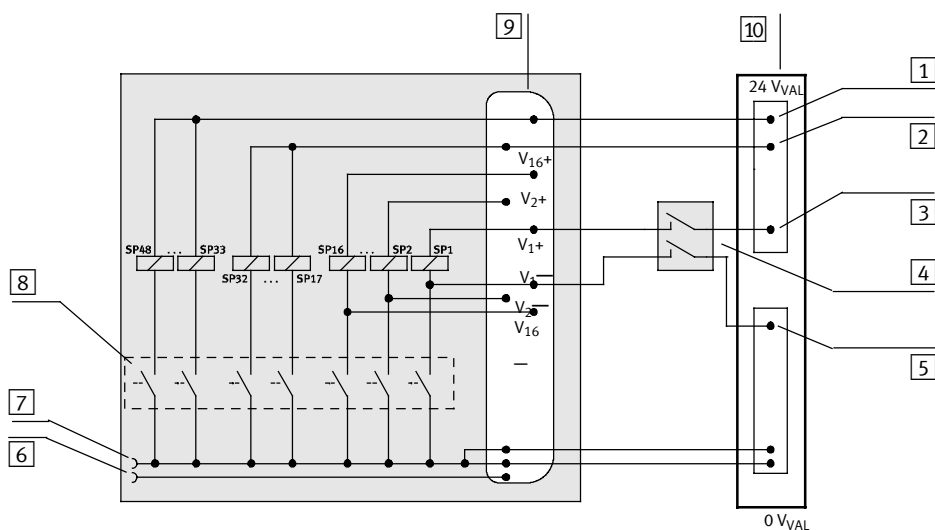 9
10
24 VVAL
1
2
V16+
V2+
3
V1+
SP48 ... SP33
SP16 ... SP2 SP1
SP32 ... SP17
4
V1—
V2—
V16
—
8
5
7
6
0 VVAL